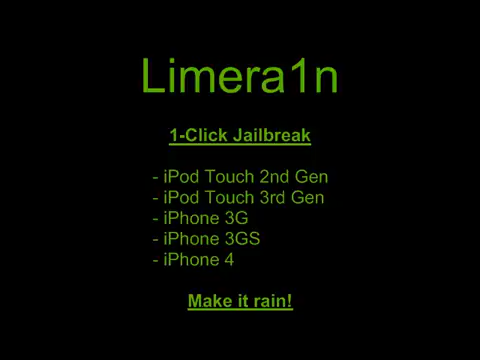 Limera1n
1-Click Jailbreak
- iPod Touch 2nd Gen
- iPod Touch 3rd Gen
- iPhone 3G
- iPhone 3GS
- iPhone 4
Make it rain!